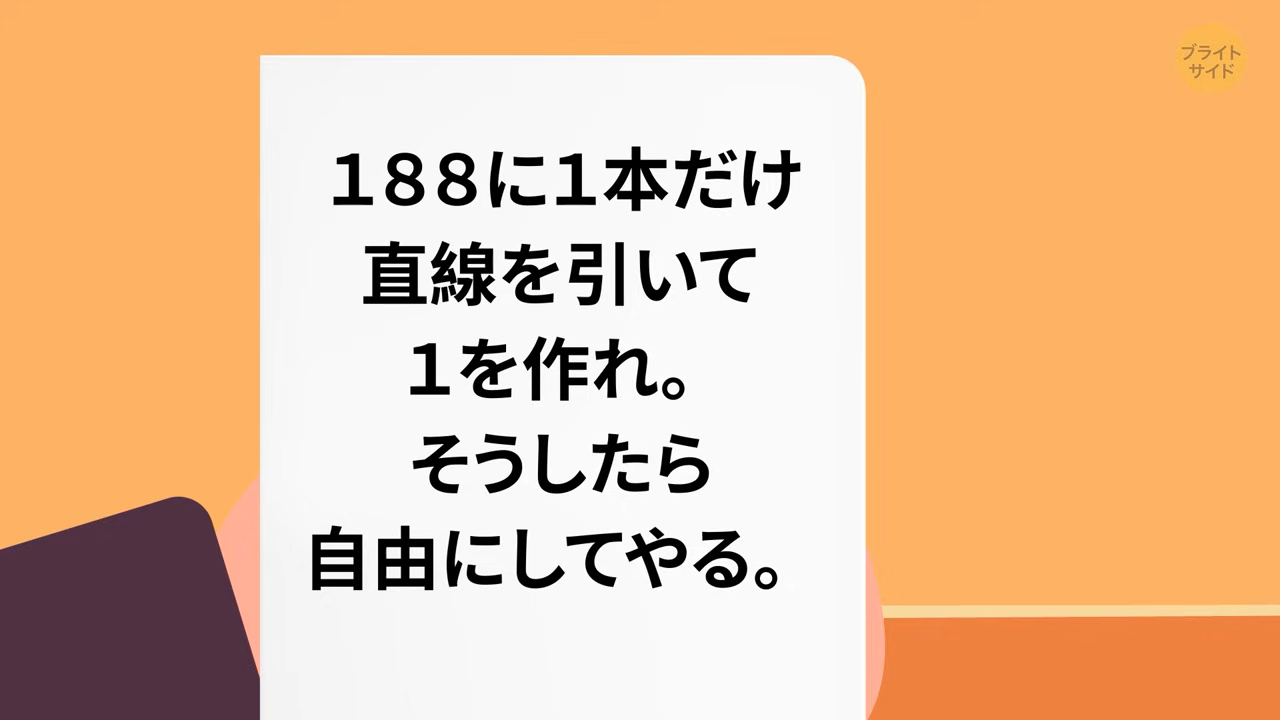 １８８に１本だけ
直線を引いて
１を作れ。
そうしたら
自由にしてやる。
ブライト
サイド